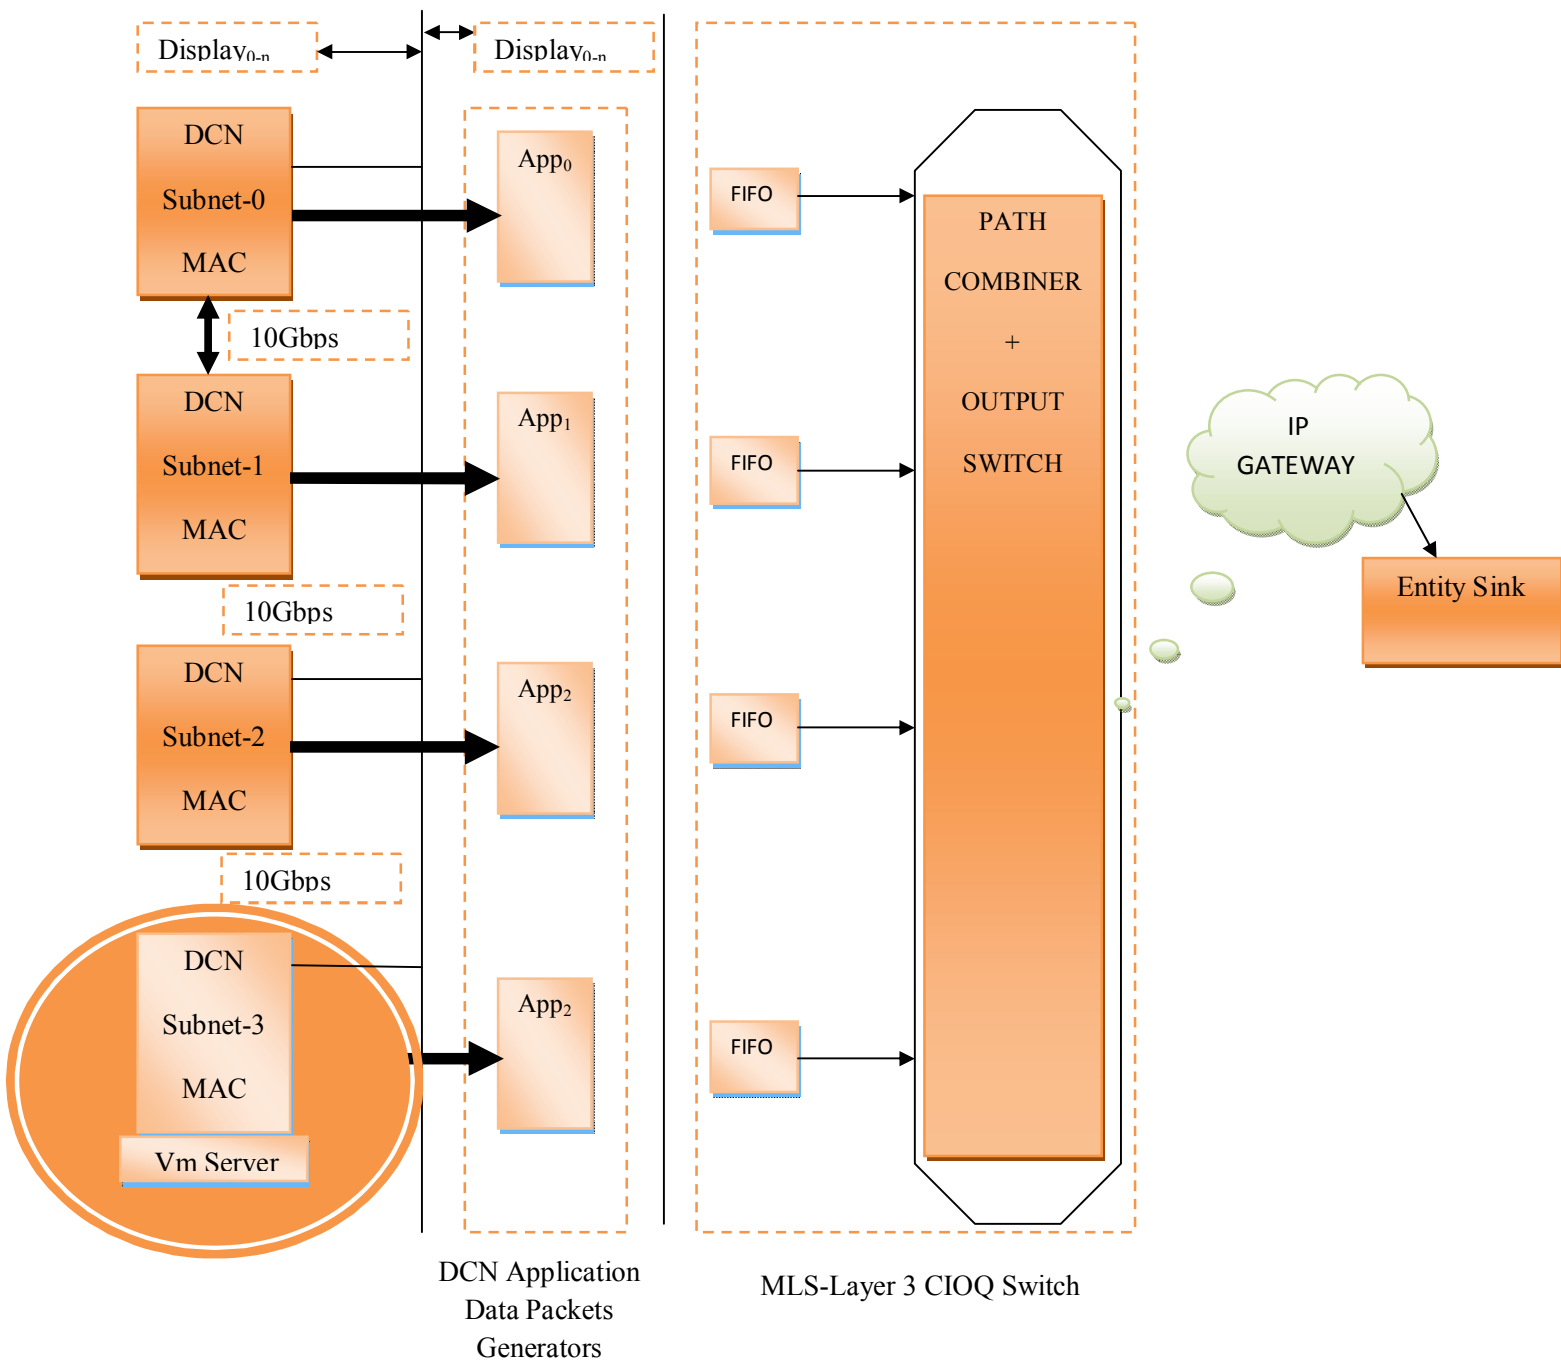 Display0-n
Display0-n
DCN
Subnet-0
MAC
App0
FIFO
PATH
COMBINER
+
OUTPUT
SWITCH
10Gbps
DCN
Subnet-1
MAC
App1
FIFO
IP
GATEWAY
Entity Sink
10Gbps
DCN
Subnet-2
MAC
App2
FIFO
10Gbps
DCN
Subnet-3
MAC
Vm Server
App2
FIFO
DCN Application
Data Packets
Generators
MLS-Layer 3 CIOQ Switch